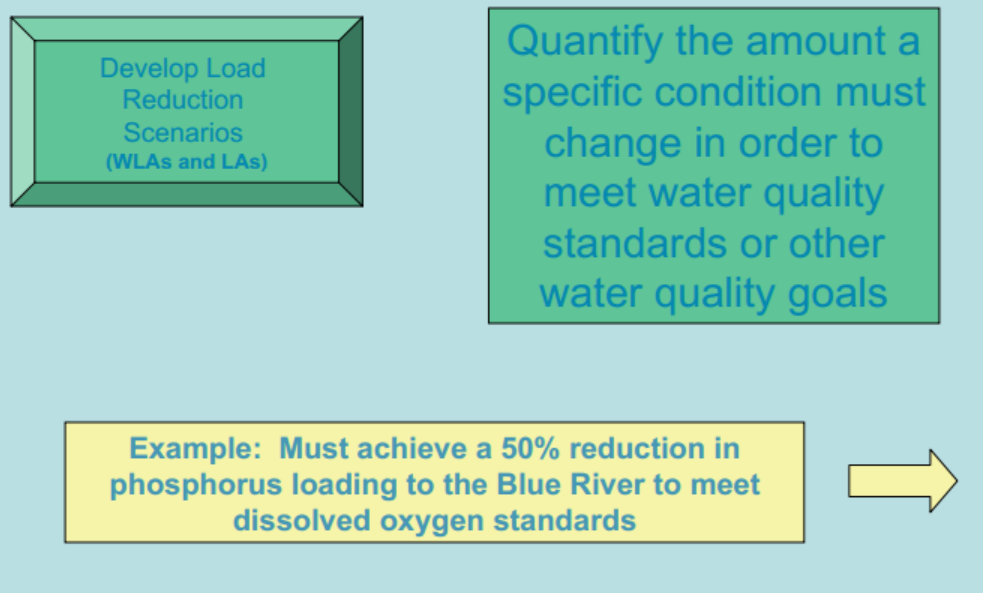 Develop Load
Reduction
Scenarios
(WLAs and LAs)
Quantify the amount a
specific condition must
change in order to
meet water quality
standards or other
water quality goals
Example:  Must achieve a 50% reduction in
phosphorus loading to the Blue River to meet
dissolved oxygen standards